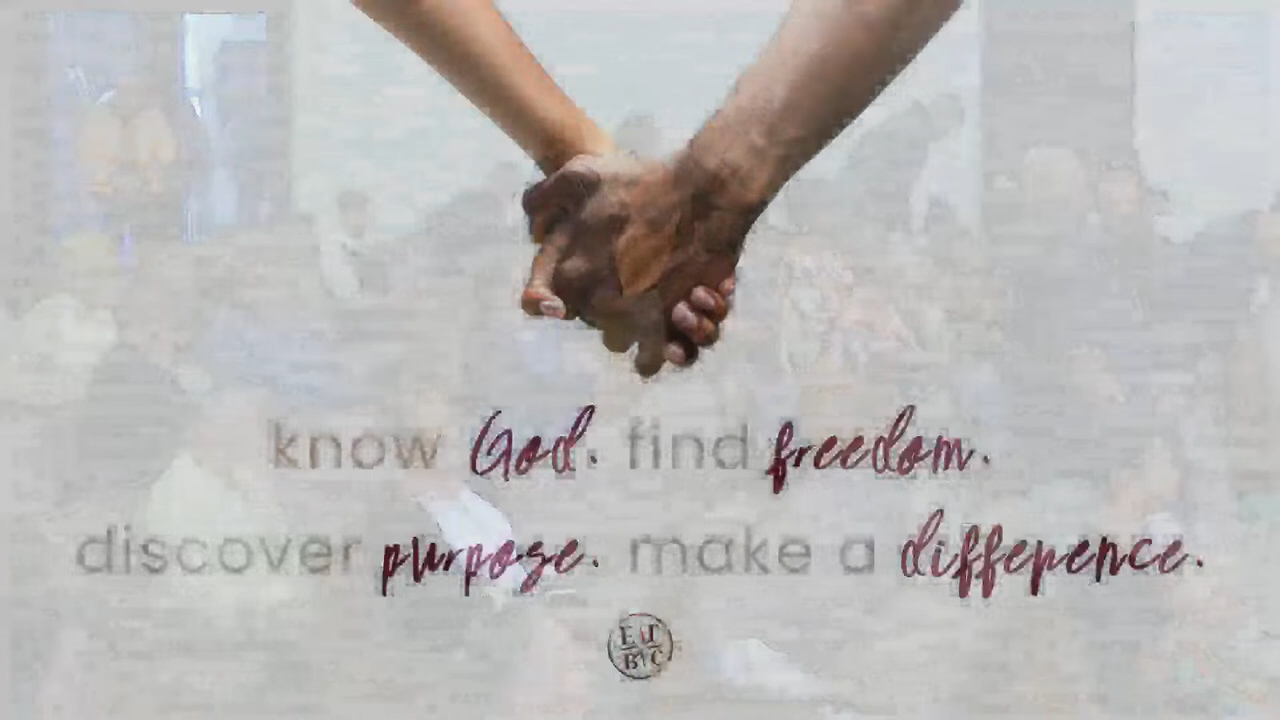 know God. find freedom.
discover purpose. make a difference.
E T
B C